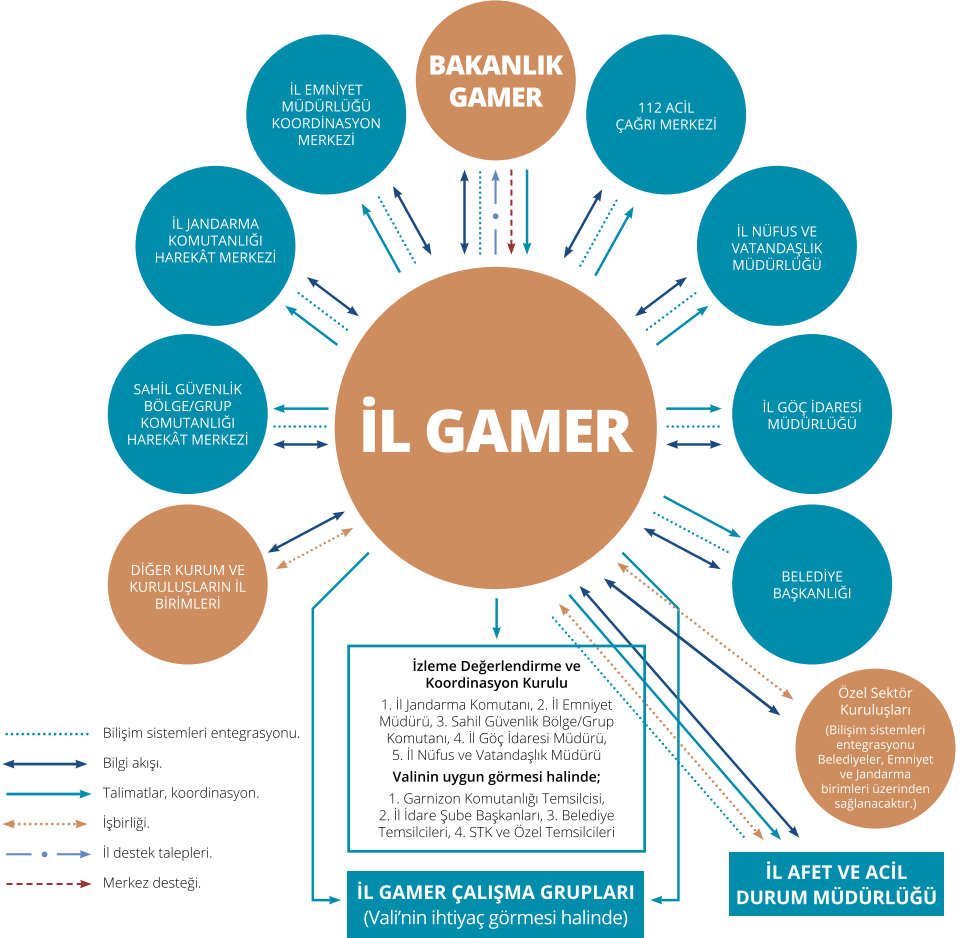 BAKANLIK
GAMER
İL EMNİYET
MÜDÜRLÜĞÜ
KOORDİNASYON
MERKEZİ
112 ACİL
ÇAĞRI MERKEZİ
İL JANDARMA
KOMUTANLIĞI
HAREKÂT MERKEZİ
İL NÜFUS VE
VATANDAŞLIK
MÜDÜRLÜĞÜ
SAHİL GÜVENLİK
BÖLGE/GRUP
KOMUTANLIĞI
HAREKÂT MERKEZİ
İL GAMER
İL GÖÇ İDARESİ
MÜDÜRLÜĞÜ
DİĞER KURUM VE
KURULUŞLARIN İL
BİRİMLERİ
BELEDİYE
BAŞKANLIĞI
İzleme Değerlendirme ve
Koordinasyon Kurulu
1. İl Jandarma Komutanı, 2. İl Emniyet
Müdürü, 3. Sahil Güvenlik Bölge/Grup
Komutanı, 4. İl Göç İdaresi Müdürü,
5. İl Nüfus ve Vatandaşlık Müdürü
Valinin uygun görmesi halinde;
1. Garnizon Komutanlığı Temsilcisi,
2. İl İdare Şube Başkanları, 3. Belediye
Temsilcileri, 4. STK ve Özel Temsilcileri
Özel Sektör
Kuruluşları
(Bilişim sistemleri
entegrasyonu
Belediyeler, Emniyet
ve Jandarma
birimleri üzerinden
sağlanacaktır.)
Bilişim sistemleri entegrasyonu.
Bilgi akışı.
Talimatlar, koordinasyon.
İşbirliği.
İl destek talepleri.
Merkez desteği.
İL GAMER ÇALIŞMA GRUPLARI
(Vali’nin ihtiyaç görmesi halinde)
İL AFET VE ACİL
DURUM MÜDÜRLÜĞÜ